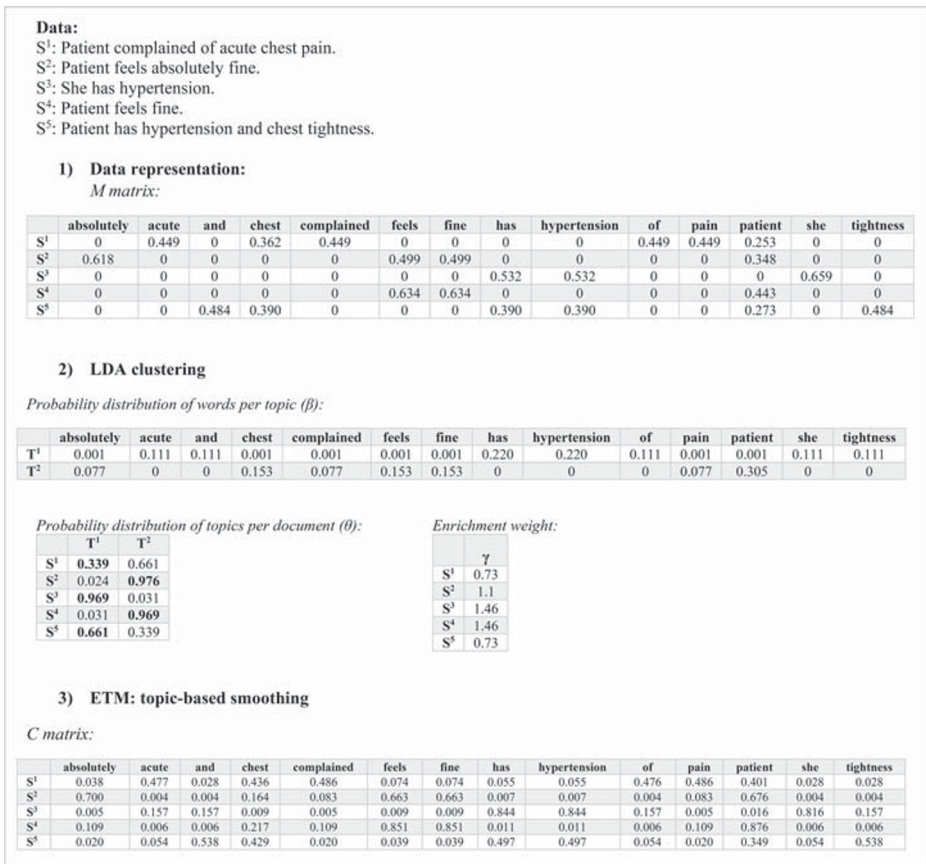 Data:
S¹: Patient complained of acute chest pain.
S²: Patient feels absolutely fine.
S³: She has hypertension.
S⁴: Patient feels fine.
S⁵: Patient has hypertension and chest tightness.
1) Data representation:
M matrix:
absolutely acute and chest complained feels fine has hypertension of pain patient she tightness
S¹ 0 0.449 0 0.362 0.449 0 0 0 0 0.449 0.449 0.253 0 0
S² 0.618 0 0 0 0 0.499 0.499 0 0 0 0 0.348 0 0
S³ 0 0 0 0 0 0 0 0.532 0.532 0 0 0 0.659 0
S⁴ 0 0 0 0 0 0.634 0.634 0 0 0 0 0.443 0 0
S⁵ 0 0 0.484 0.390 0 0 0 0.390 0.390 0 0 0.273 0 0.484
2) LDA clustering
Probability distribution of words per topic (β):
absolutely acute and chest complained feels fine has hypertension of pain patient she tightness
T¹ 0.001 0.111 0.111 0.001 0.001 0.001 0.001 0.220 0.220 0.111 0.001 0.001 0.111 0.111
T² 0.077 0 0 0.153 0.077 0.153 0.153 0 0 0 0.077 0.305 0 0
Probability distribution of topics per document (θ):
T¹ T²
S¹ 0.339 0.661
S² 0.024 0.976
S³ 0.969 0.031
S⁴ 0.031 0.969
S⁵ 0.661 0.339
Enrichment weight:
γ
S¹ 0.73
S² 1.1
S³ 1.46
S⁴ 1.46
S⁵ 0.73
3) ETM: topic-based smoothing
C matrix:
absolutely acute and chest complained feels fine has hypertension of pain patient she tightness
S¹ 0.038 0.477 0.028 0.436 0.486 0.074 0.074 0.055 0.055 0.476 0.486 0.401 0.028 0.028
S² 0.700 0.004 0.004 0.164 0.083 0.663 0.663 0.007 0.007 0.004 0.083 0.676 0.004 0.004
S³ 0.005 0.157 0.157 0.009 0.005 0.009 0.009 0.844 0.844 0.157 0.005 0.016 0.816 0.157
S⁴ 0.109 0.006 0.006 0.217 0.109 0.851 0.851 0.011 0.011 0.006 0.109 0.876 0.006 0.006
S⁵ 0.020 0.054 0.538 0.429 0.020 0.039 0.039 0.497 0.497 0.054 0.020 0.349 0.054 0.538